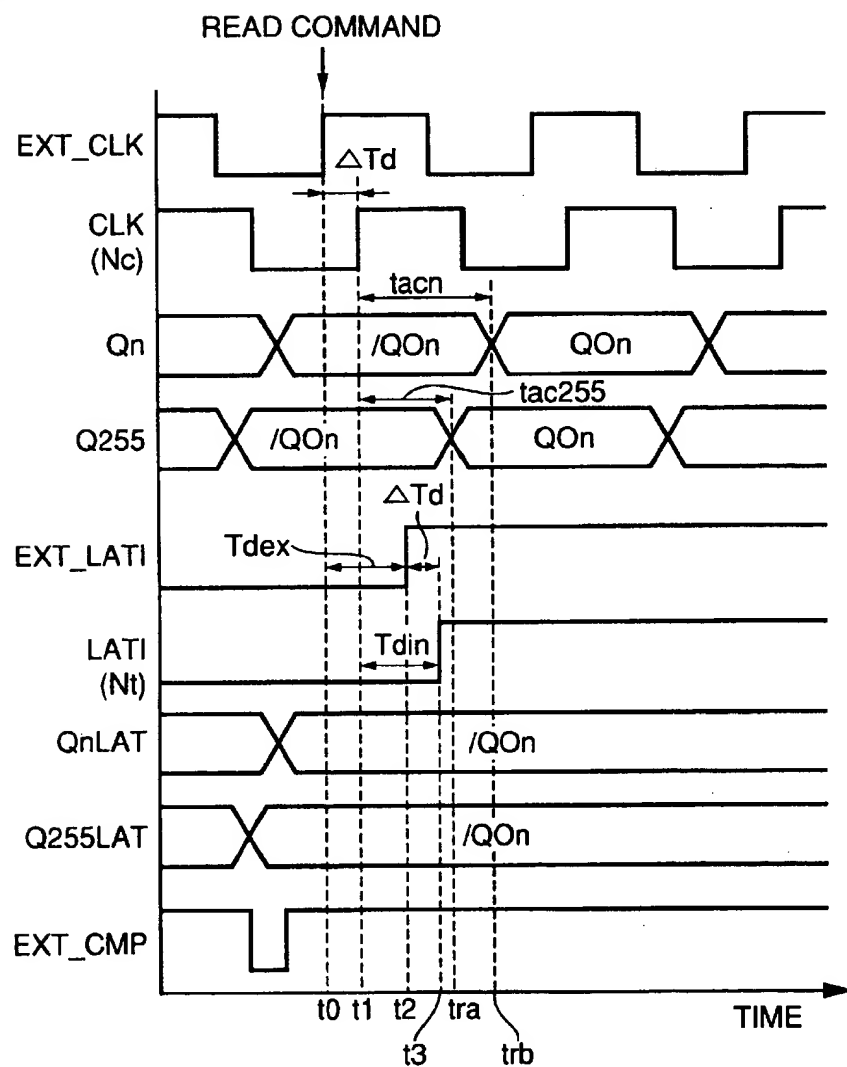 READ COMMAND
EXT_CLK
△Td
CLK
(Nc)
tacn
Qn
/QOn
QOn
tac255
Q255
/QOn
QOn
△Td
EXT_LATI
Tdex
LATI
(Nt)
Tdin
QnLAT
/QOn
Q255LAT
/QOn
EXT_CMP
t0 t1 t2 tra
TIME
t3 trb